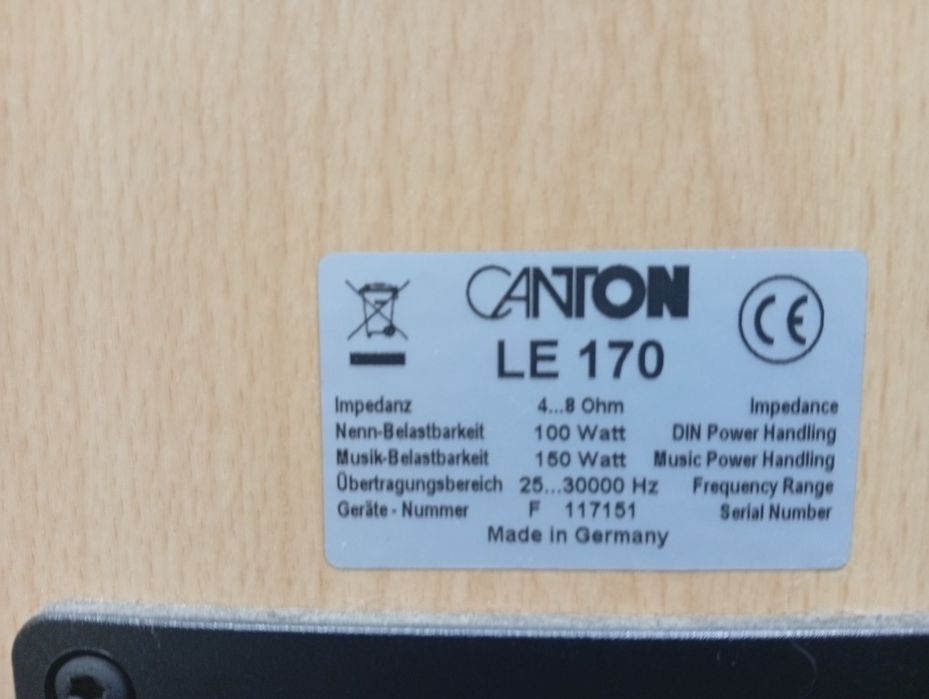 CANTON
LE 170
Impedanz 4...8 Ohm Impedance
Nenn-Belastbarkeit 100 Watt DIN Power Handling
Musik-Belastbarkeit 150 Watt Music Power Handling
Übertragungsbereich 25...30000 Hz Frequency Range
Geräte - Nummer F 117151 Serial Number
Made in Germany
CE